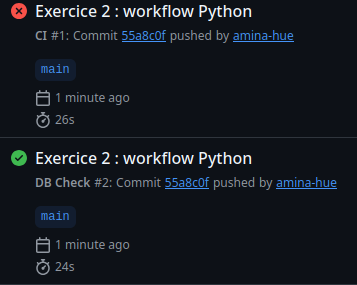 Exercice 2 : workflow Python
CI #1: Commit 55a8c0f pushed by amina-hue
main
1 minute ago
26s
Exercice 2 : workflow Python
DB Check #2: Commit 55a8c0f pushed by amina-hue
main
1 minute ago
24s